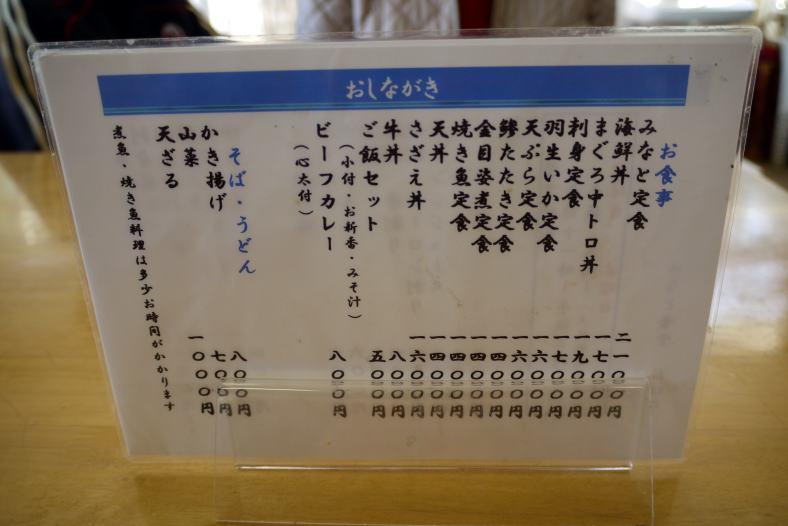 おしながき
お食事
みなと定食 二一〇〇円
海鮮丼 一七〇〇円
まぐろ中トロ丼 一九〇〇円
刺身定食 一七〇〇円
羽生いか定食 一六〇〇円
天ぷら定食 一六〇〇円
鯵たたき定食 一四〇〇円
金目姿煮定食 一四〇〇円
焼き魚定食 一四〇〇円
天丼 一四〇〇円
さざえ丼 一六〇〇円
牛丼 八〇〇円
ご飯セット 五〇〇円
(小付・お新香・みそ汁)
ビーフカレー 八〇〇円
(心太付)
そば・うどん
かき揚げ 八〇〇円
山菜 七〇〇円
天ざる 一〇〇〇円
煮魚・焼き魚料理は多少お時間がかかります